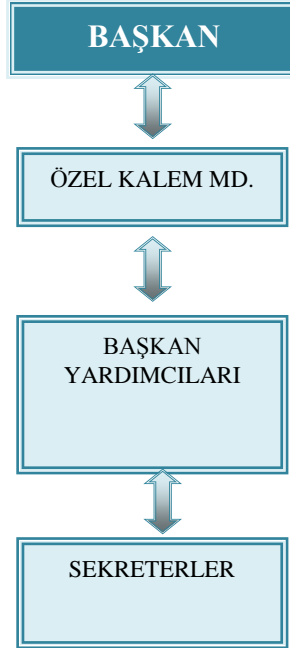 BAŞKAN
ÖZEL KALEM MD.
BAŞKAN
YARDIMCILARI
SEKRETERLER